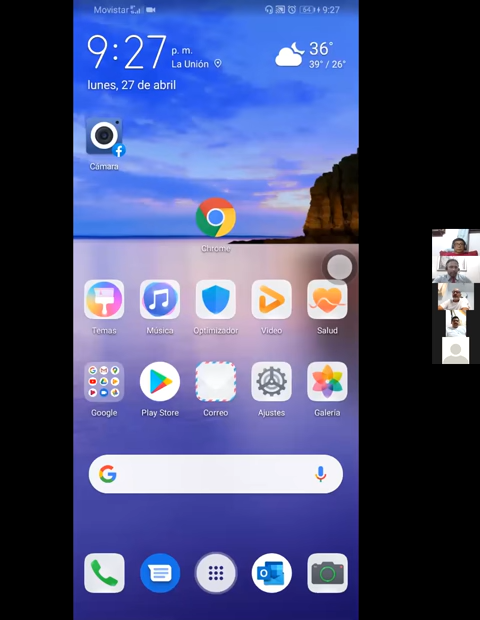 Movistar
9:27
9:27
p. m.
La Unión
36°
39° / 26°
lunes, 27 de abril
Cámara
Chrome
Temas
Música
Optimizador
Video
Salud
Google
Play Store
Correo
Ajustes
Galería